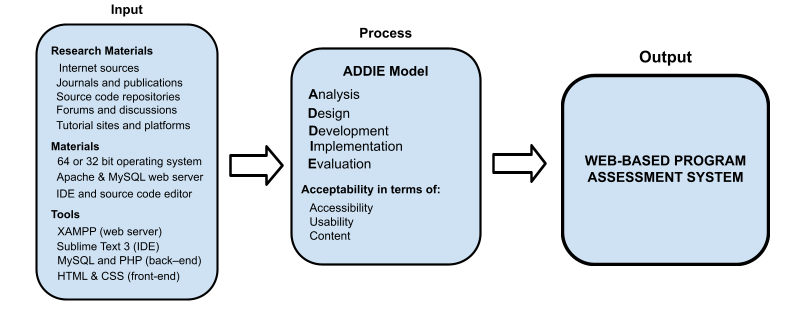 Input
Research Materials
Internet sources
Journals and publications
Source code repositories
Forums and discussions
Tutorial sites and platforms
Materials
64 or 32 bit operating system
Apache & MySQL web server
IDE and source code editor
Tools
XAMPP (web server)
Sublime Text 3 (IDE)
MySQL and PHP (back–end)
HTML & CSS (front-end)
Process
ADDIE Model
Analysis
Design
Development
Implementation
Evaluation
Acceptability in terms of:
Accessibility
Usability
Content
Output
WEB-BASED PROGRAM
ASSESSMENT SYSTEM